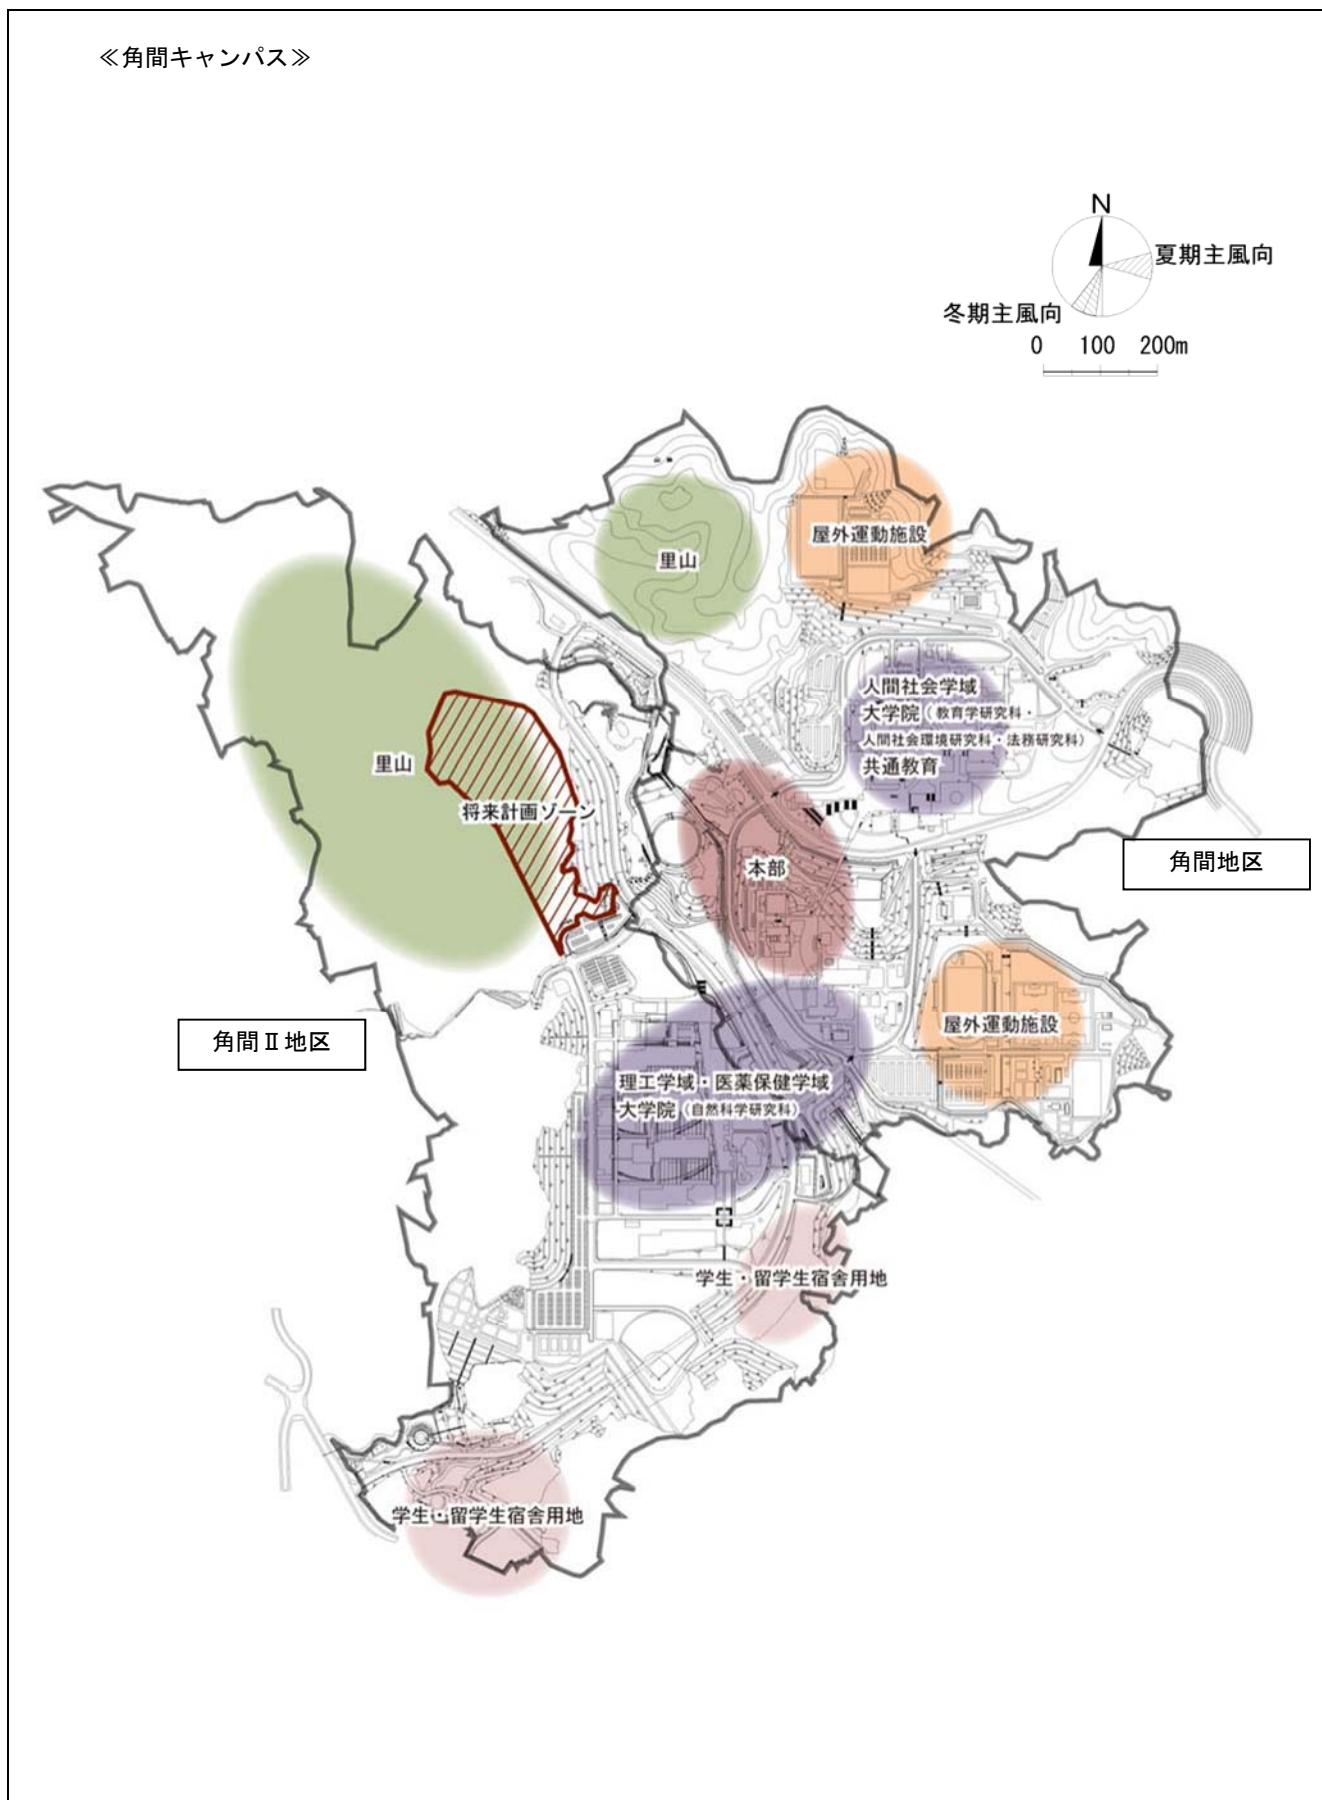 ≪角間キャンパス≫
N
夏期主風向
冬期主風向
0 100 200m
屋外運動施設
里山
人間社会学域
大学院（教育学研究科・
人間社会環境研究科・法務研究科）
共通教育
里山
将来計画ゾーン
本部
角間地区
屋外運動施設
角間Ⅱ地区
理工学域・医薬保健学域
大学院（自然科学研究科）
学生・留学生宿舎用地
学生・留学生宿舎用地